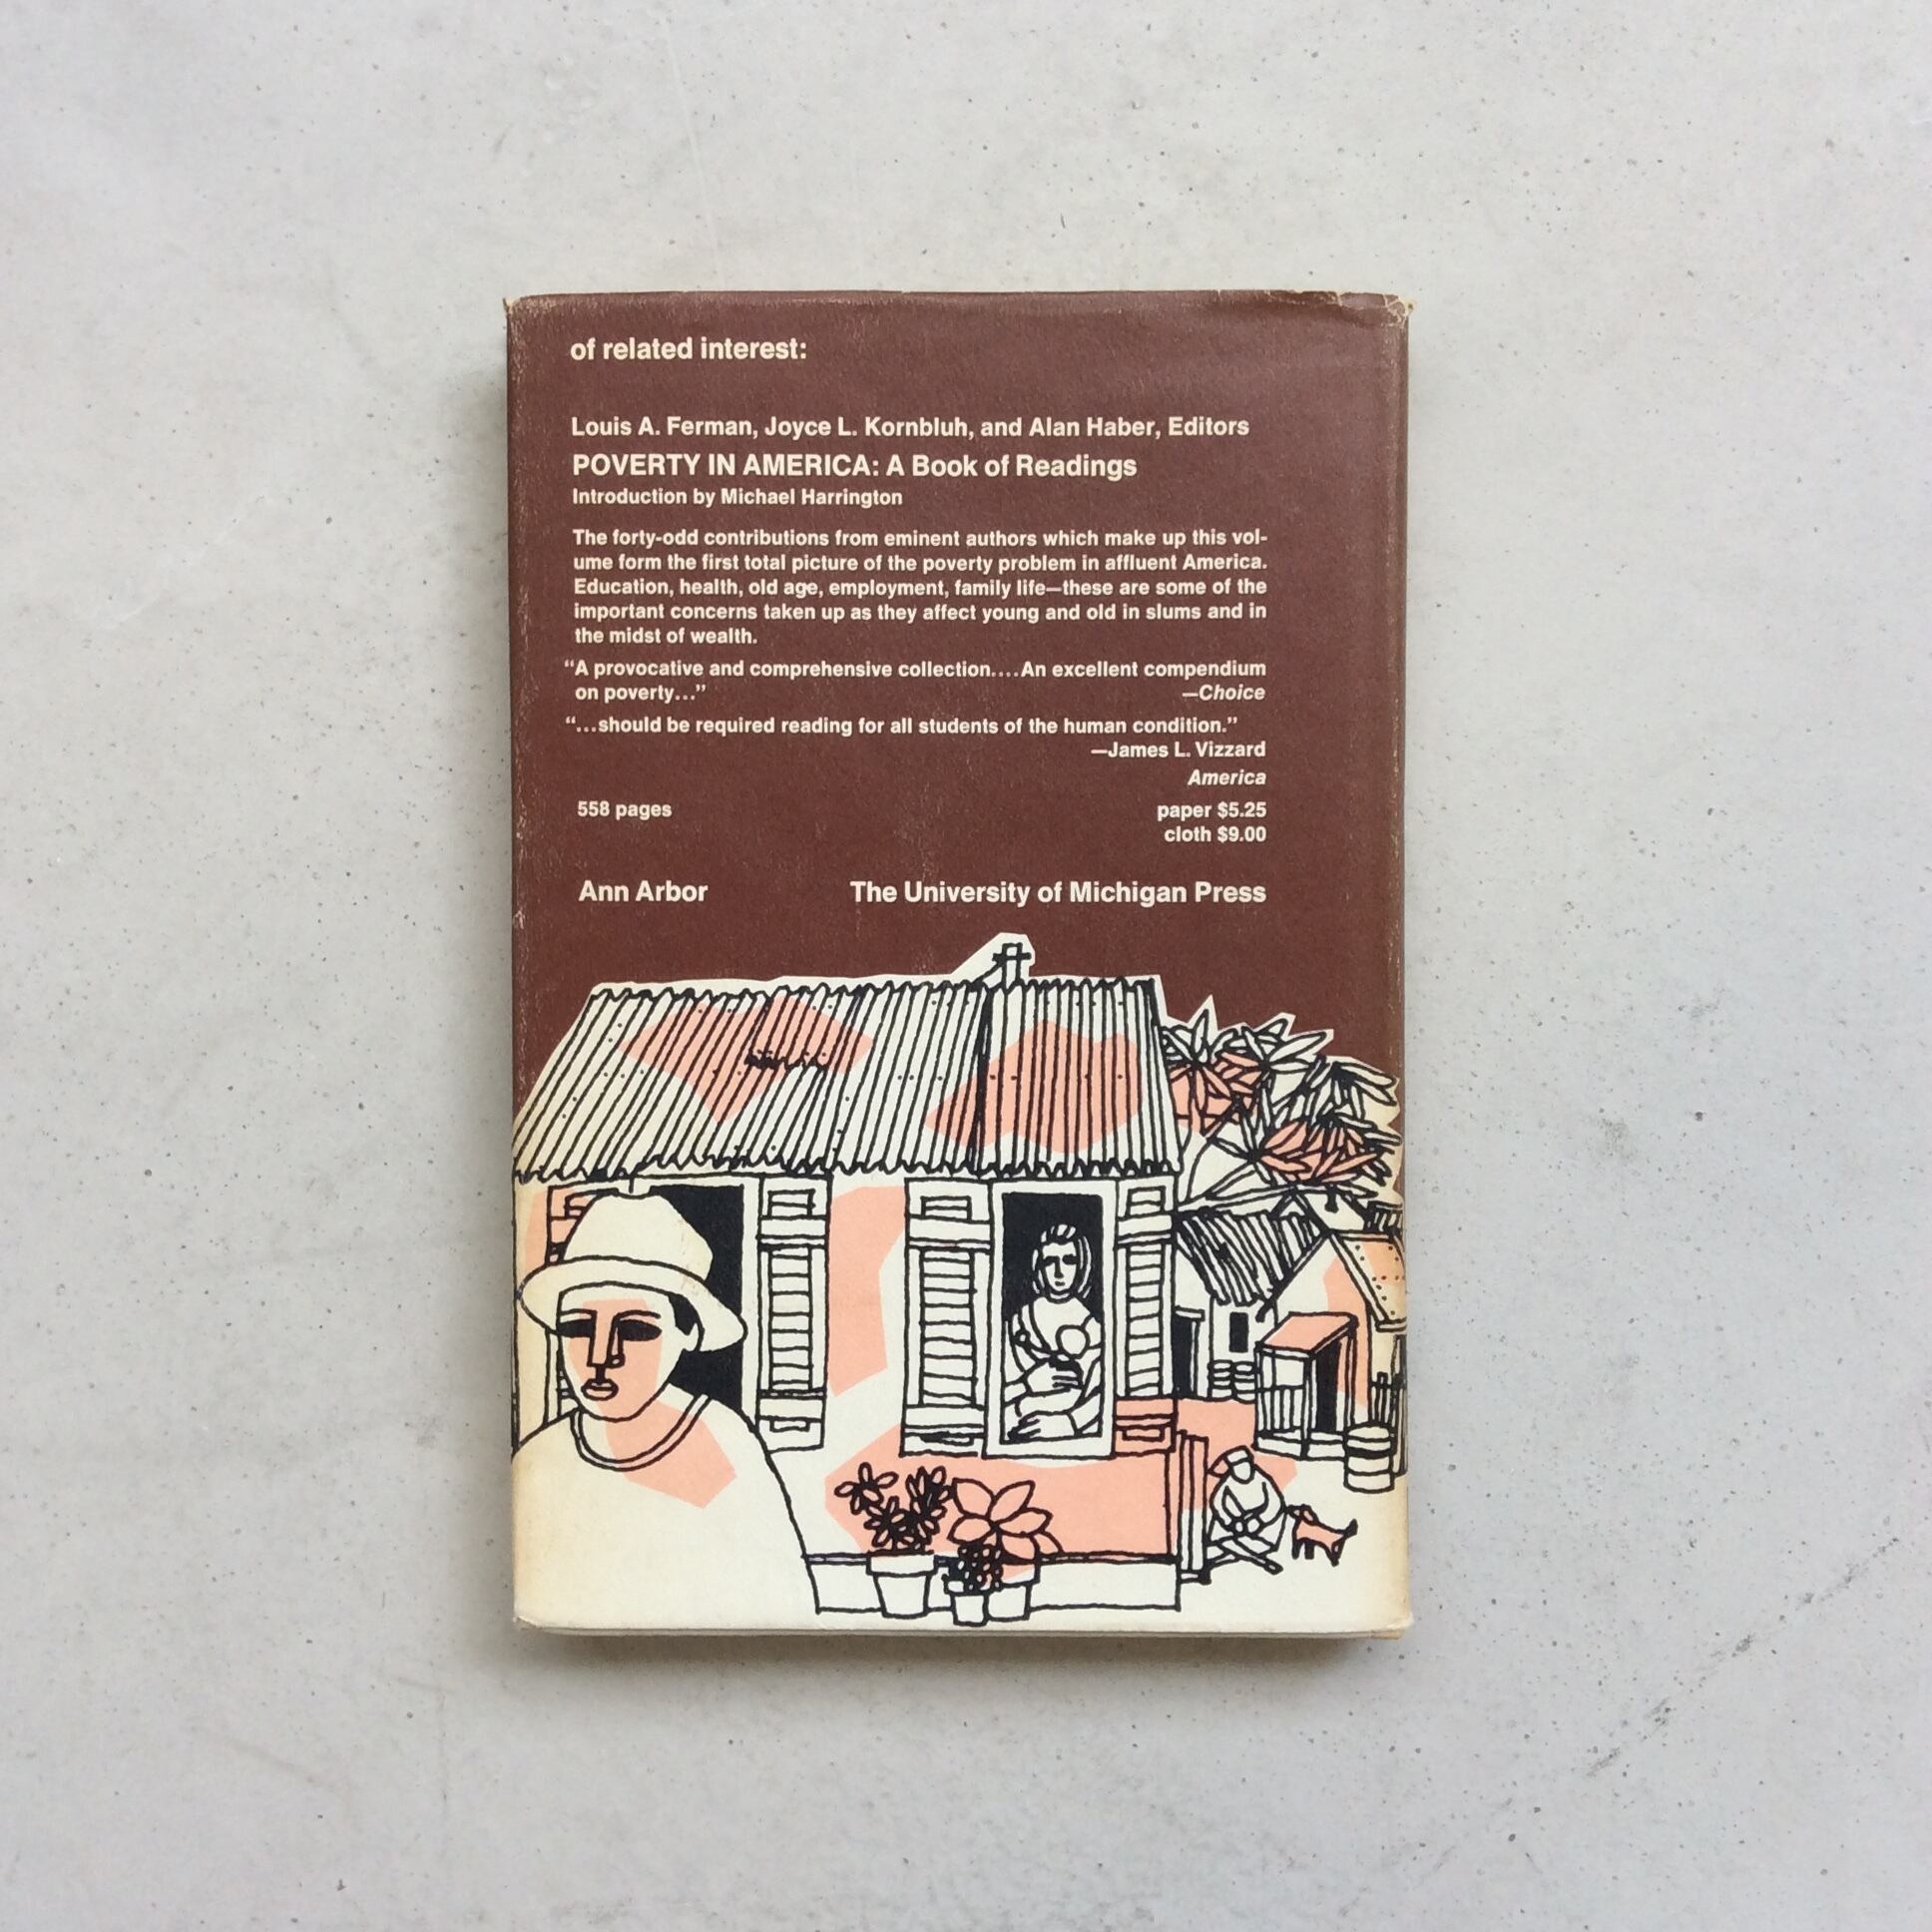 of related interest:
Louis A. Ferman, Joyce L. Kornbluh, and Alan Haber, Editors
POVERTY IN AMERICA: A Book of Readings
Introduction by Michael Harrington
The forty-odd contributions from eminent authors which make up this vol-
ume form the first total picture of the poverty problem in affluent America.
Education, health, old age, employment, family life—these are some of the
important concerns taken up as they affect young and old in slums and in
the midst of wealth.
“A provocative and comprehensive collection....An excellent compendium
on poverty...” —Choice
“...should be required reading for all students of the human condition.”
—James L. Vizzard
America
558 pages paper $5.25
cloth $9.00
Ann Arbor The University of Michigan Press